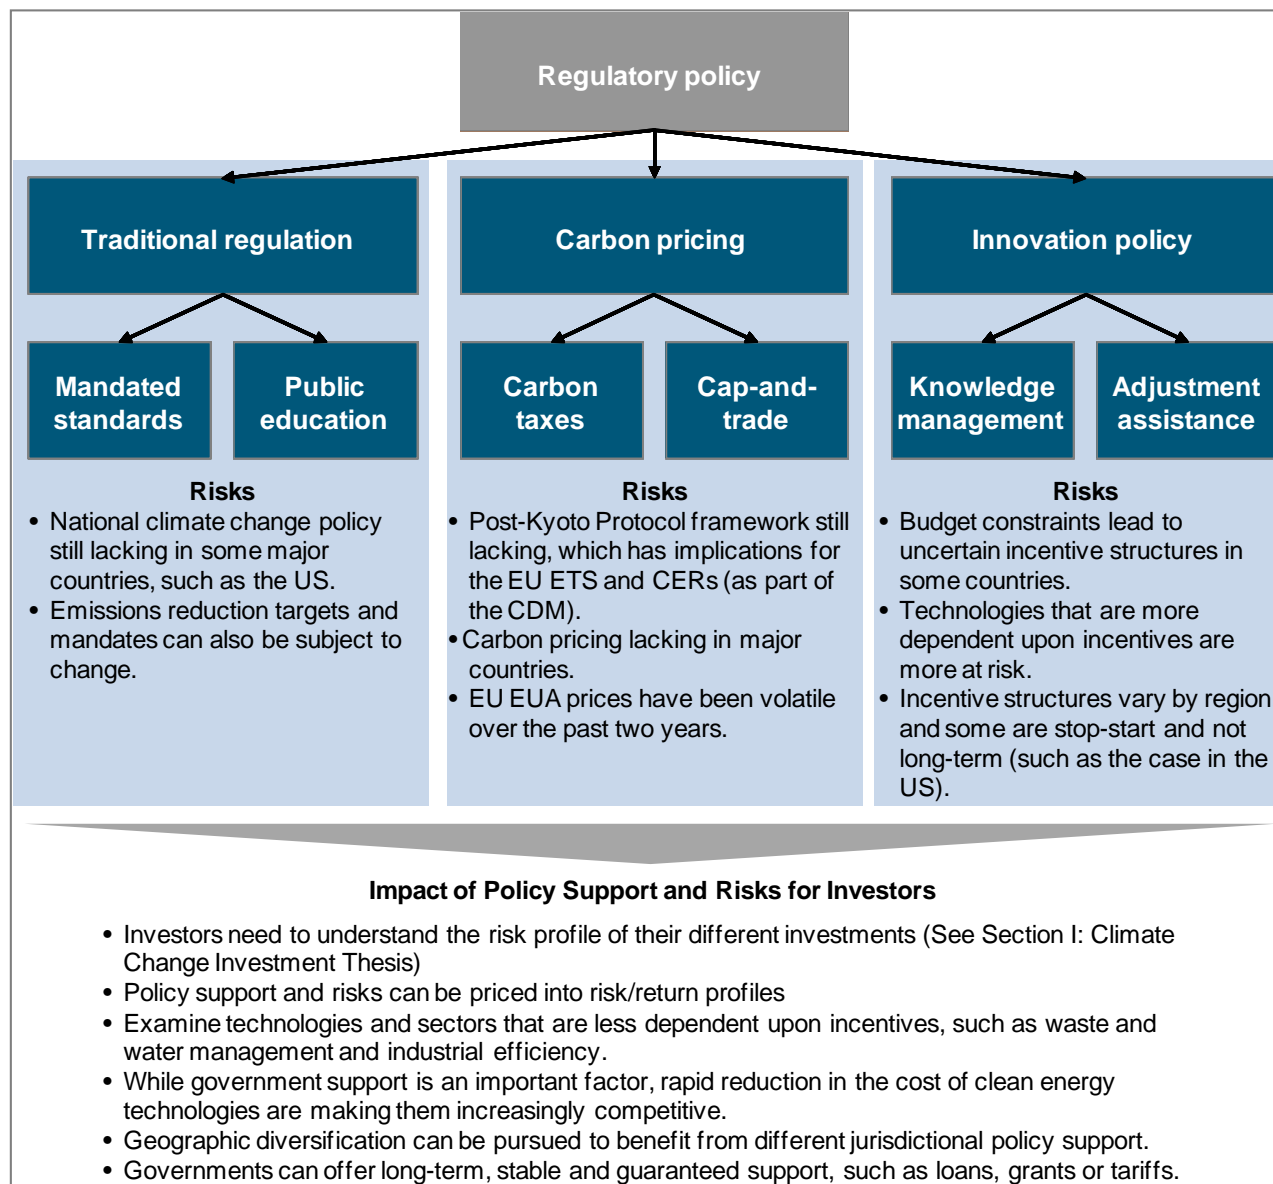 Regulatory policy
Traditional regulation
Carbon pricing
Innovation policy
Mandated
standards
Public
education
Carbon
taxes
Cap-and-
trade
Knowledge
management
Adjustment
assistance
Risks
• National climate change policy
still lacking in some major
countries, such as the US.
• Emissions reduction targets and
mandates can also be subject to
change.
Risks
• Post-Kyoto Protocol framework still
lacking, which has implications for
the EU ETS and CERs (as part of
the CDM).
• Carbon pricing lacking in major
countries.
• EU EUA prices have been volatile
over the past two years.
Risks
• Budget constraints lead to
uncertain incentive structures in
some countries.
• Technologies that are more
dependent upon incentives are
more at risk.
• Incentive structures vary by region
and some are stop-start and not
long-term (such as the case in the
US).
Impact of Policy Support and Risks for Investors
• Investors need to understand the risk profile of their different investments (See Section I: Climate
Change Investment Thesis)
• Policy support and risks can be priced into risk/return profiles
• Examine technologies and sectors that are less dependent upon incentives, such as waste and
water management and industrial efficiency.
• While government support is an important factor, rapid reduction in the cost of clean energy
technologies are making them increasingly competitive.
• Geographic diversification can be pursued to benefit from different jurisdictional policy support.
• Governments can offer long-term, stable and guaranteed support, such as loans, grants or tariffs.